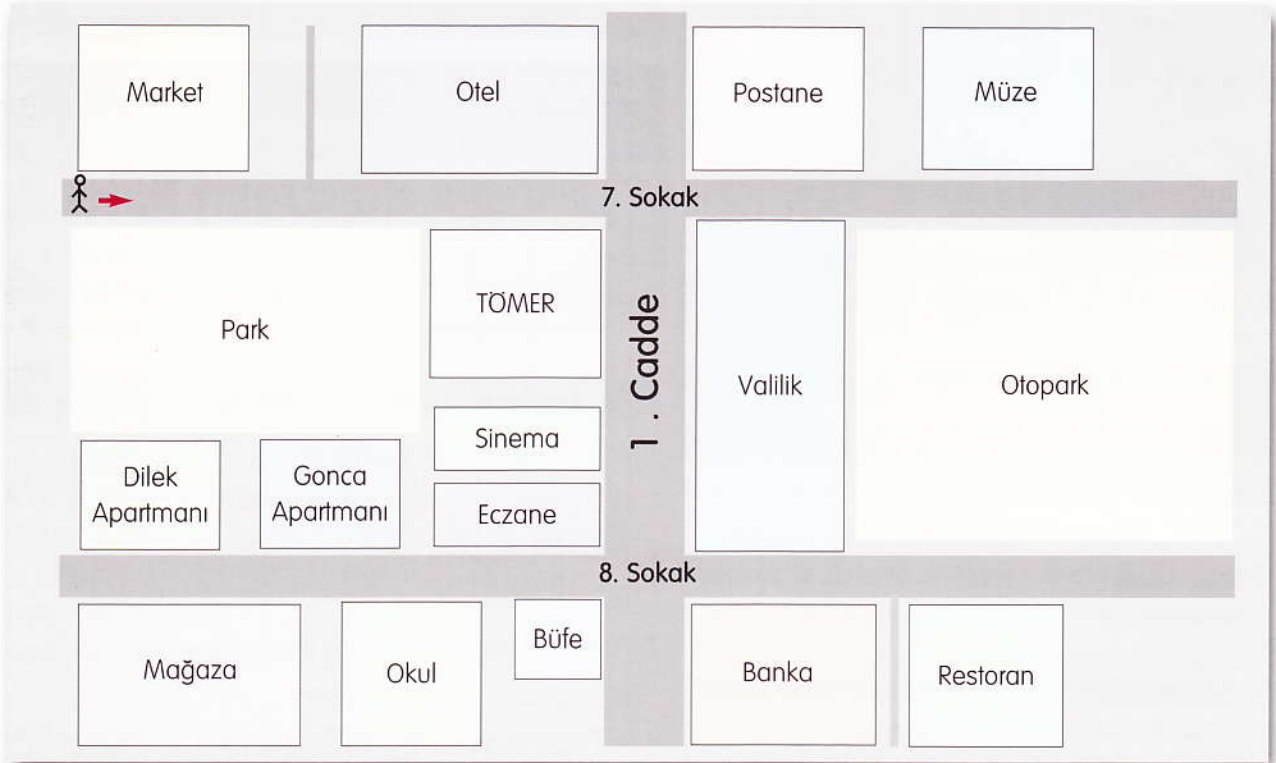 Market
Otel
Postane
Müze
7. Sokak
Park
TÖMER
1. Cadde
Valilik
Otopark
Sinema
Dilek
Apartmanı
Gonca
Apartmanı
Eczane
8. Sokak
Mağaza
Okul
Büfe
Banka
Restoran